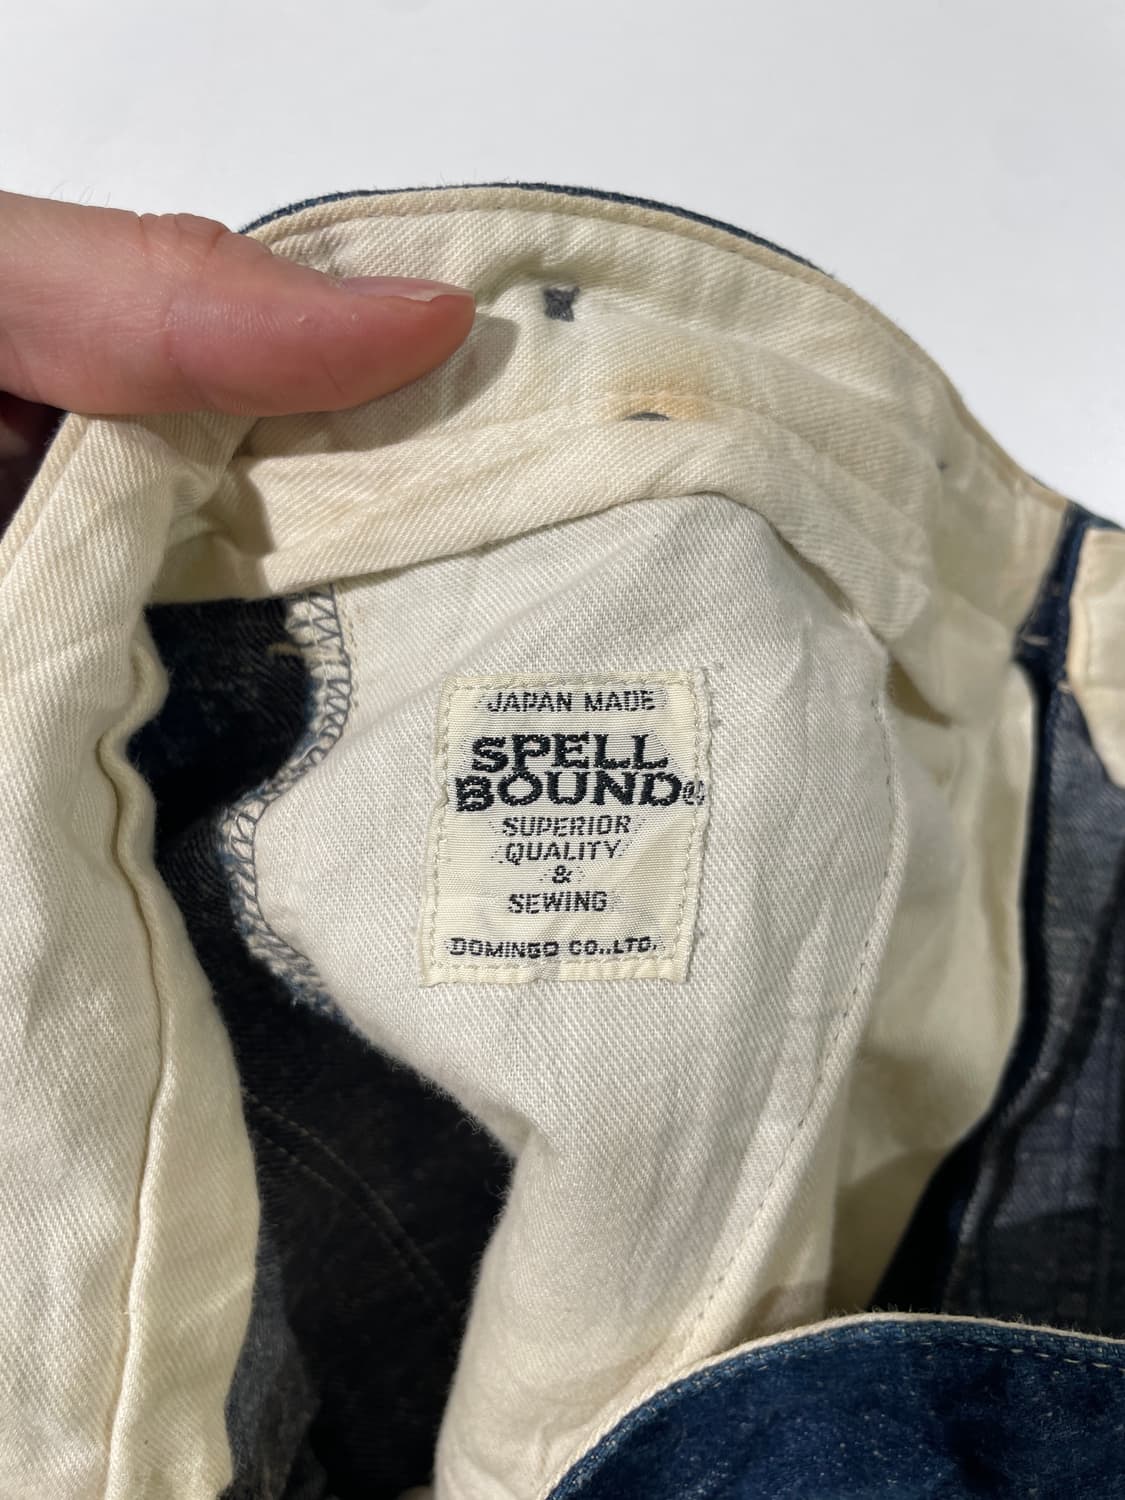 JAPAN MADE
SPELL
BOUND
SUPERIOR
QUALITY
&
SEWING
DOMINGO CO.,LTD.